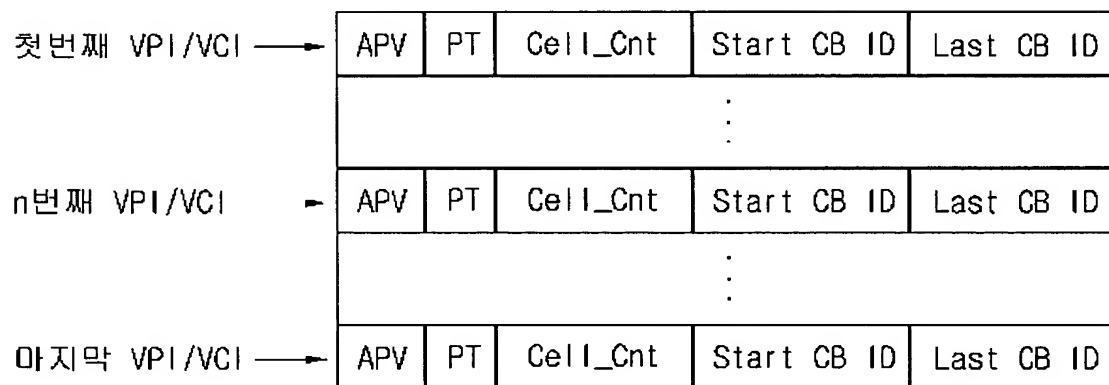 첫번째 VPI/VCI APV PT Cell_Cnt Start CB ID Last CB ID
n번째 VPI/VCI APV PT Cell_Cnt Start CB ID Last CB ID
마지막 VPI/VCI APV PT Cell_Cnt Start CB ID Last CB ID